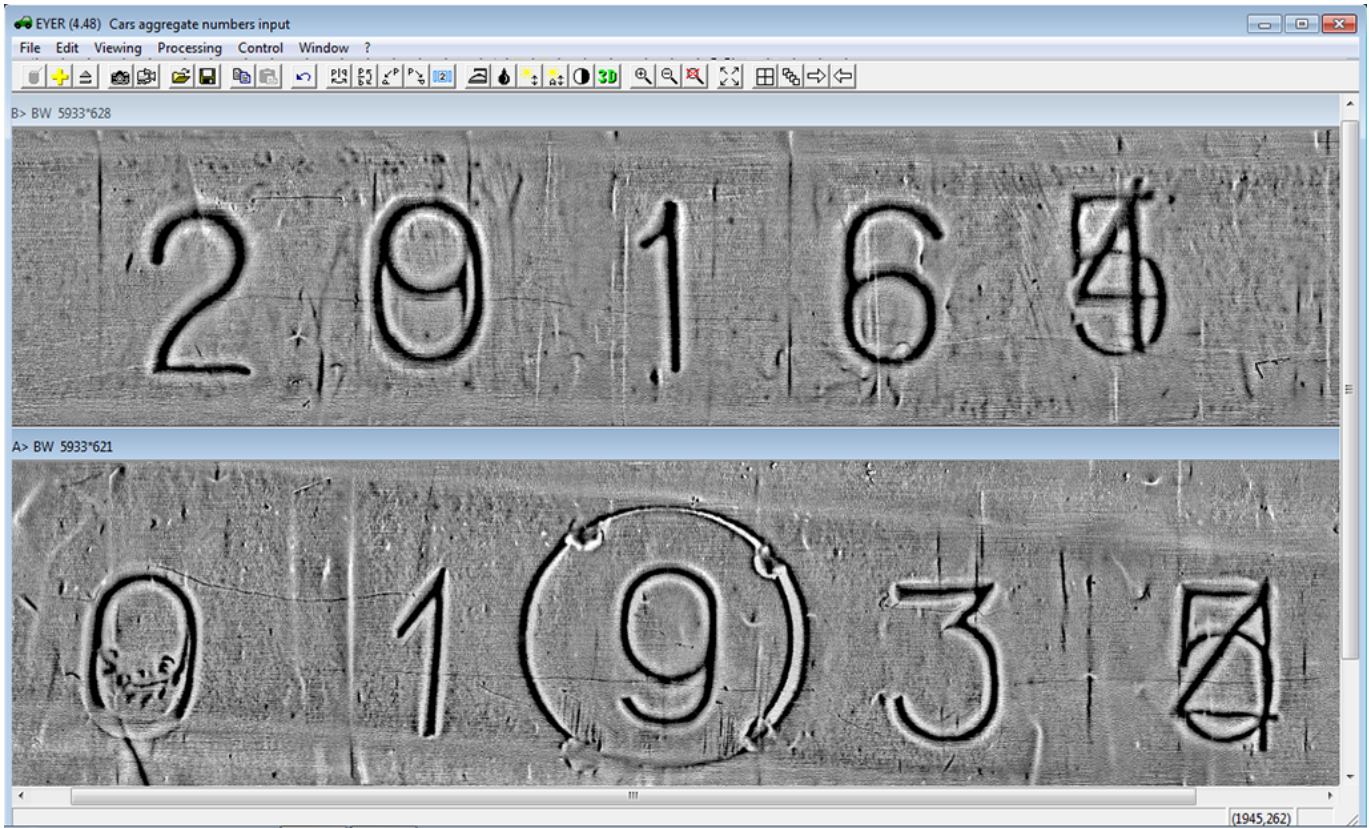 EYER (4.48) Cars aggregate numbers input
File Edit Viewing Processing Control Window ?
3D
B> BW 5933*628
2 1 6
A> BW 5933*621
0 1 9 3
(1945,262)